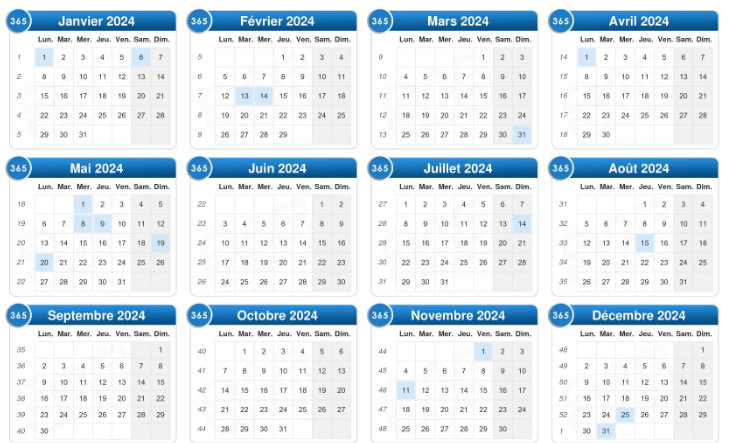 365 Janvier 2024
Lun. Mar. Mer. Jeu. Ven. Sam. Dim.
1 1 2 3 4 5 6 7
2 8 9 10 11 12 13 14
3 15 16 17 18 19 20 21
4 22 23 24 25 26 27 28
5 29 30 31
365 Février 2024
Lun. Mar. Mer. Jeu. Ven. Sam. Dim.
5 1 2 3 4
6 5 6 7 8 9 10 11
7 12 13 14 15 16 17 18
8 19 20 21 22 23 24 25
9 26 27 28 29
365 Mars 2024
Lun. Mar. Mer. Jeu. Ven. Sam. Dim.
9 1 2 3
10 4 5 6 7 8 9 10
11 11 12 13 14 15 16 17
12 18 19 20 21 22 23 24
13 25 26 27 28 29 30 31
365 Avril 2024
Lun. Mar. Mer. Jeu. Ven. Sam. Dim.
14 1 2 3 4 5 6 7
15 8 9 10 11 12 13 14
16 15 16 17 18 19 20 21
17 22 23 24 25 26 27 28
18 29 30
365 Mai 2024
Lun. Mar. Mer. Jeu. Ven. Sam. Dim.
18 1 2 3 4 5
19 6 7 8 9 10 11 12
20 13 14 15 16 17 18 19
21 20 21 22 23 24 25 26
22 27 28 29 30 31
365 Juin 2024
Lun. Mar. Mer. Jeu. Ven. Sam. Dim.
22 1 2
23 3 4 5 6 7 8 9
24 10 11 12 13 14 15 16
25 17 18 19 20 21 22 23
26 24 25 26 27 28 29 30
365 Juillet 2024
Lun. Mar. Mer. Jeu. Ven. Sam. Dim.
27 1 2 3 4 5 6 7
28 8 9 10 11 12 13 14
29 15 16 17 18 19 20 21
30 22 23 24 25 26 27 28
31 29 30 31
365 Août 2024
Lun. Mar. Mer. Jeu. Ven. Sam. Dim.
31 1 2 3 4
32 5 6 7 8 9 10 11
33 12 13 14 15 16 17 18
34 19 20 21 22 23 24 25
35 26 27 28 29 30 31
365 Septembre 2024
Lun. Mar. Mer. Jeu. Ven. Sam. Dim.
35 1
36 2 3 4 5 6 7 8
37 9 10 11 12 13 14 15
38 16 17 18 19 20 21 22
39 23 24 25 26 27 28 29
40 30
365 Octobre 2024
Lun. Mar. Mer. Jeu. Ven. Sam. Dim.
40 1 2 3 4 5 6
41 7 8 9 10 11 12 13
42 14 15 16 17 18 19 20
43 21 22 23 24 25 26 27
44 28 29 30 31
365 Novembre 2024
Lun. Mar. Mer. Jeu. Ven. Sam. Dim.
44 1 2 3
45 4 5 6 7 8 9 10
46 11 12 13 14 15 16 17
47 18 19 20 21 22 23 24
48 25 26 27 28 29 30
365 Décembre 2024
Lun. Mar. Mer. Jeu. Ven. Sam. Dim.
48 1
49 2 3 4 5 6 7 8
50 9 10 11 12 13 14 15
51 16 17 18 19 20 21 22
52 23 24 25 26 27 28 29
1 30 31